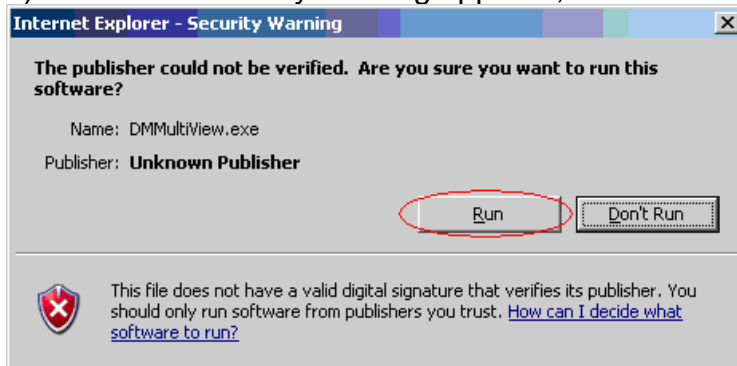 Internet Explorer - Security Warning
The publisher could not be verified. Are you sure you want to run this
software?
Name: DMMultiView.exe
Publisher: Unknown Publisher
Run Don't Run
This file does not have a valid digital signature that verifies its publisher. You
should only run software from publishers you trust. How can I decide what
software to run?